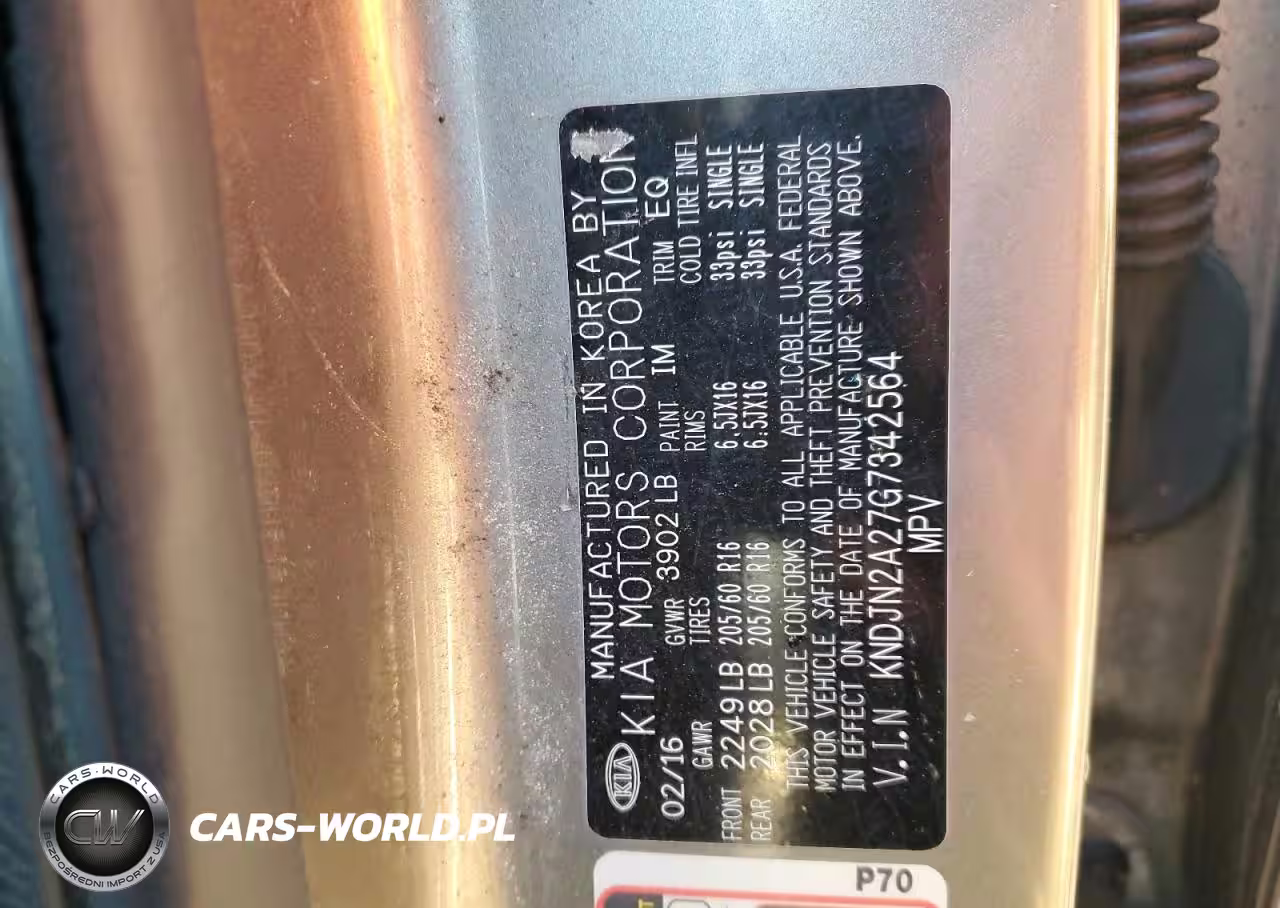 MANUFACTURED IN KOREA BY
KIA KIA MOTORS CORPORATION
02/16 GVWR 3902 LB PAINT IM TRIM EQ
GAWR TIRES RIMS COLD TIRE INFL
FRONT 2249 LB 205/60 R16 6.5JX16 33psi SINGLE
REAR 2028 LB 205/60 R16 6.5JX16 33psi SINGLE
THIS VEHICLE CONFORMS TO ALL APPLICABLE U.S.A. FEDERAL
MOTOR VEHICLE SAFETY AND THEFT PREVENTION STANDARDS
IN EFFECT ON THE DATE OF MANUFACTURE SHOWN ABOVE.
V.I.N KNDJN2A27G7342564
MPV
P70
CARS-WORLD
CW
BEZPOŚREDNI IMPORT Z USA
CARS-WORLD.PL